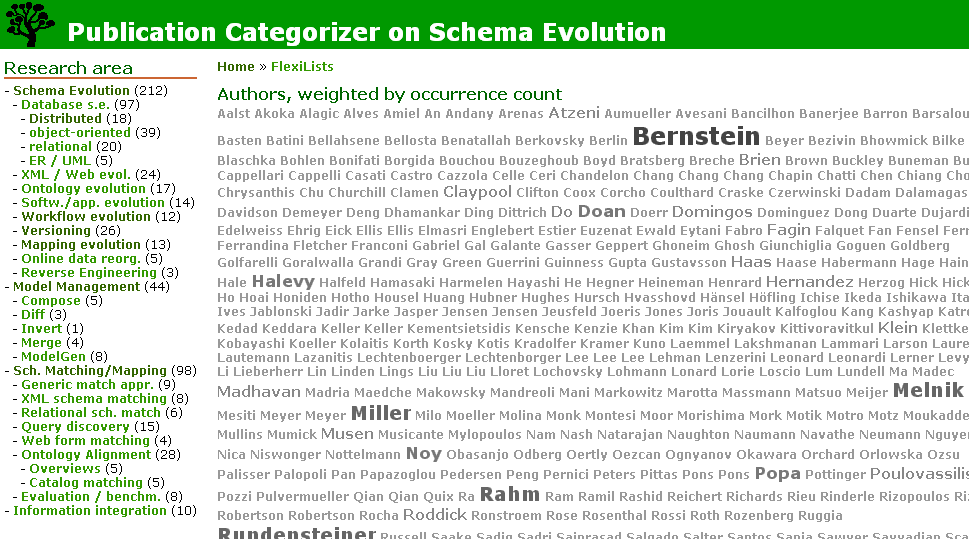 Publication Categorizer on Schema Evolution
Research area
- Schema Evolution (212)
- Database s.e. (97)
- Distributed (18)
- object-oriented (39)
- relational (20)
- ER / UML (5)
- XML / Web evol. (24)
- Ontology evolution (17)
- Softw./app. evolution (14)
- Workflow evolution (12)
- Versioning (26)
- Mapping evolution (13)
- Online data reorg. (5)
- Reverse Engineering (3)
- Model Management (44)
- Compose (5)
- Diff (3)
- Invert (1)
- Merge (4)
- ModelGen (8)
- Sch. Matching/Mapping (98)
- Generic match appr. (9)
- XML schema matching (8)
- Relational sch. match (6)
- Query discovery (15)
- Web form matching (4)
- Ontology Alignment (28)
- Overviews (5)
- Catalog matching (5)
- Evaluation / benchm. (8)
- Information integration (10)
Home » FlexiLists
Authors, weighted by occurrence count
Aalst Akoka Alagic Alves Amiel An Andany Arenas Atzeni Aumueller Avesani Bancilhon Banerjee Barron Barsalou
Basten Batini Bellahsene Bellosta Benatallah Berkovsky Berlin Bernstein Beyer Bezivin Bhowmick Bilke
Blaschka Bohlen Bonifati Borgida Bouchou Bouzeghoub Boyd Bratsberg Breche Brien Brown Buckley Buneman Bu
Cappellari Cappelli Casati Castro Cazzola Celle Ceri Chandelon Chang Chang Chang Chapin Chatti Chen Chiang Cho
Chrysanthis Chu Churchill Clamen Claypool Clifton Coox Corcho Coulthard Craske Czerwinski Dadam Dalamagas
Davidson Demeyer Deng Dhamankar Ding Dittrich Do Doan Doerr Domingos Dominguez Dong Duarte Dujardi
Edelweiss Ehrig Eick Ellis Ellis Elmasri Englebert Estier Euzenat Ewald Eytani Fabro Fagin Falquet Fan Fensel Fer
Ferrandina Fletcher Franconi Gabriel Gal Galante Gasser Geppert Ghoneim Ghosh Giunchiglia Goguen Goldberg
Golfarelli Goralwalla Grandi Gray Green Guerrini Guinness Gupta Gustavsson Haas Haase Habermann Hage Hain
Hale Halevy Halfeld Hamasaki Harmelen Hayashi He Hegner Heineman Henrard Hernandez Herzog Hick Hick
Ho Hoai Honiden Hotho Housel Huang Hubner Hughes Hursch Hvasshovd Hänsel Höfling Ichise Ikeda Ishikawa Ita
Ives Jablonski Jadir Jarke Jasper Jensen Jensen Jeusfeld Joeris Jones Joris Jouault Kalfoglou Kang Kashyap Katr
Kedad Keddara Keller Keller Kementsietsidis Kensche Kenzie Khan Kim Kim Kiryakov Kittivoravitkul Klein Klettke
Kobayashi Koeller Kolaitis Korth Kosky Kotis Kradolfer Kramer Kuno Laemmel Lakshmanan Lammari Larson Laure
Lautemann Lazanitis Lechtenboerger Lechtenborger Lee Lee Lee Lehman Lenzerini Leonard Leonardi Lerner Levy
Li Lieberherr Lin Linden Lings Liu Liu Liu Lloret Lochovsky Lohmann Lonard Lorie Loscio Lum Lundell Ma Madec
Madhavan Madria Maedche Makowsky Mandreoli Mani Markowitz Marotta Massmann Matsuo Meijer Melnik
Mesiti Meyer Meyer Miller Milo Moeller Molina Monk Montesi Moor Morishima Mork Motik Motro Motz Moukadde
Mullins Mumick Musen Musicante Mylopoulos Nam Nash Natarajan Naughton Naumann Navathe Neumann Nguyer
Nica Niswonger Nottelmann Noy Obasanjo Odberg Oertly Oezcan Ognyanov Okawara Orchard Orlowska Ozsu
Palisser Palopoli Pan Papazoglou Pedersen Peng Pernici Peters Pittas Pons Pons Popa Pottinger Poulovassilis
Pozzi Pulvermueller Qian Qian Quix Ra Rahm Ram Ramil Rashid Reichert Richards Rieu Rinderle Rizopoulos Ri
Robertson Robertson Rocha Roddick Ronstroem Rose Rosenthal Rossi Roth Rozenberg Ruggia
Rundensteiner Russell Saake Sadiq Sadri Saiprasad Salgado Salter Santos Sapia Sawyer Sayyadian Sca